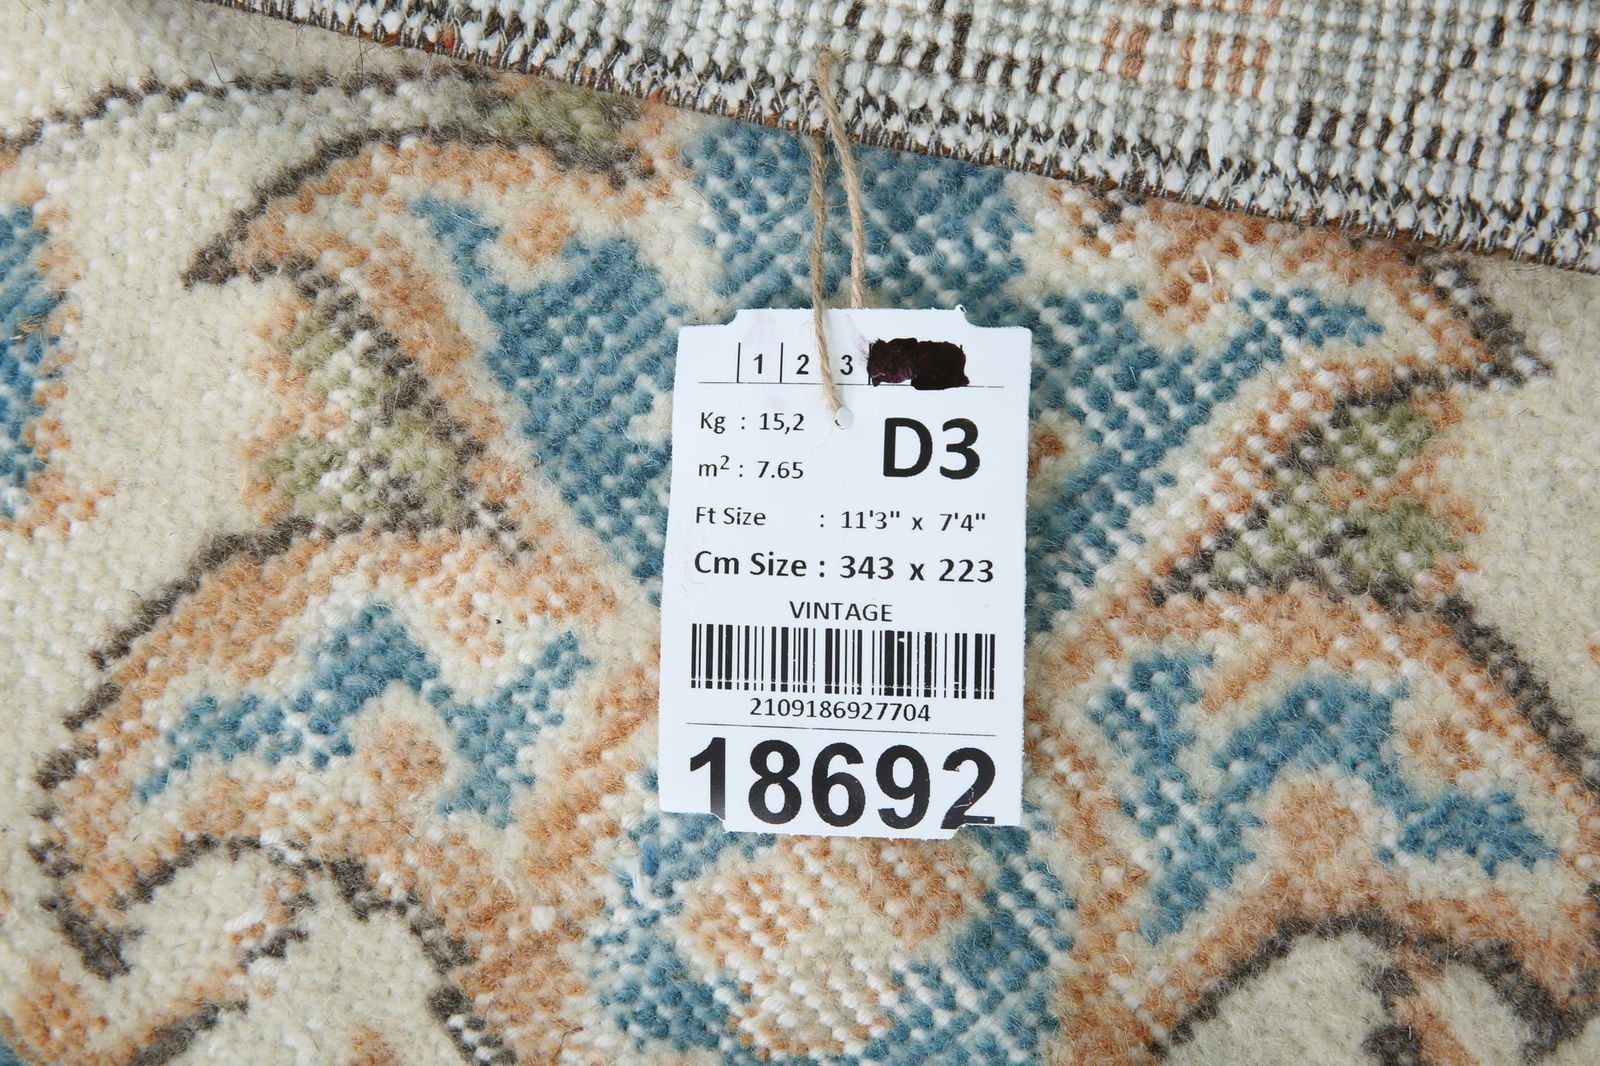 1 2 3
Kg : 15,2
D3
m² : 7.65
Ft Size : 11'3" x 7'4"
Cm Size : 343 x 223
VINTAGE
2109186927704
18692